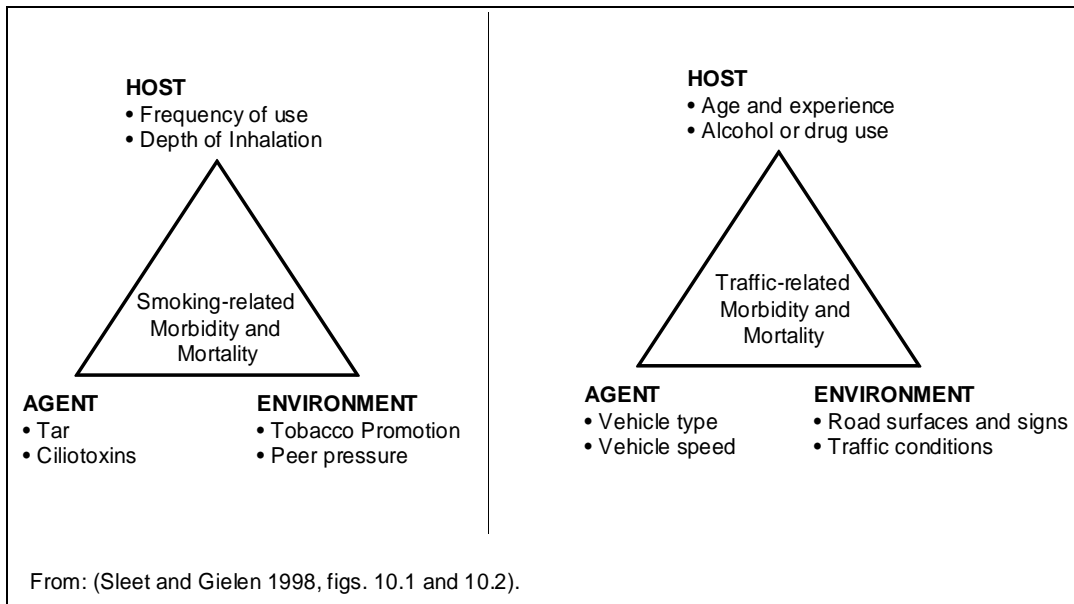 HOST
• Frequency of use
• Depth of Inhalation
Smoking-related
Morbidity and
Mortality
AGENT
• Tar
• Ciliotoxins
ENVIRONMENT
• Tobacco Promotion
• Peer pressure
HOST
• Age and experience
• Alcohol or drug use
Traffic-related
Morbidity and
Mortality
AGENT
• Vehicle type
• Vehicle speed
ENVIRONMENT
• Road surfaces and signs
• Traffic conditions
From: (Sleet and Gielen 1998, figs. 10.1 and 10.2).